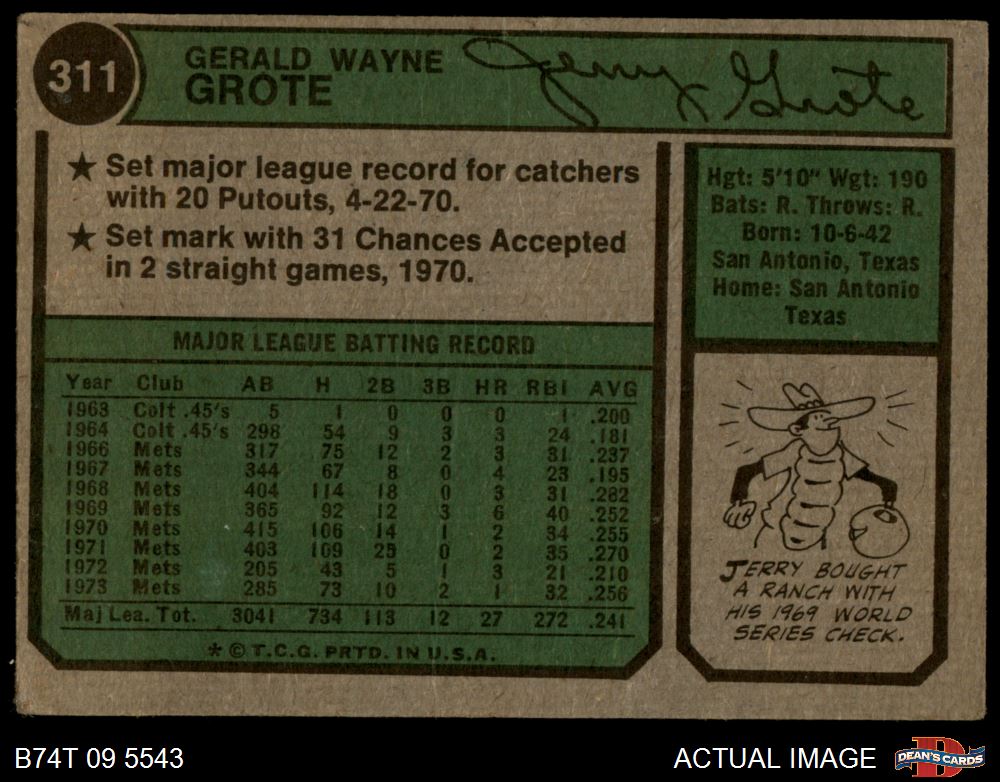 311
GERALD WAYNE
GROTE
Jerry Grote
★ Set major league record for catchers
with 20 Putouts, 4-22-70.
★ Set mark with 31 Chances Accepted
in 2 straight games, 1970.
Hgt: 5'10" Wgt: 190
Bats: R. Throws: R.
Born: 10-6-42
San Antonio, Texas
Home: San Antonio
Texas
MAJOR LEAGUE BATTING RECORD
Year Club AB H 2B 3B HR RBI AVG
1963 Colt .45's 5 1 0 0 0 1 .200
1964 Colt .45's 298 54 9 3 3 24 .181
1966 Mets 317 75 12 2 3 31 .237
1967 Mets 344 67 8 0 4 23 .195
1968 Mets 404 114 18 0 3 31 .282
1969 Mets 365 92 12 3 6 40 .252
1970 Mets 415 106 14 1 2 34 .255
1971 Mets 403 109 25 0 2 35 .270
1972 Mets 205 43 5 1 3 21 .210
1973 Mets 285 73 10 2 1 32 .256
Maj Lea. Tot. 3041 734 113 12 27 272 .241
* © T.C.G. PRTD. IN U.S.A.
JERRY BOUGHT
A RANCH WITH
HIS 1969 WORLD
SERIES CHECK.
B74T 09 5543
ACTUAL IMAGE
D
DEAN'S CARDS